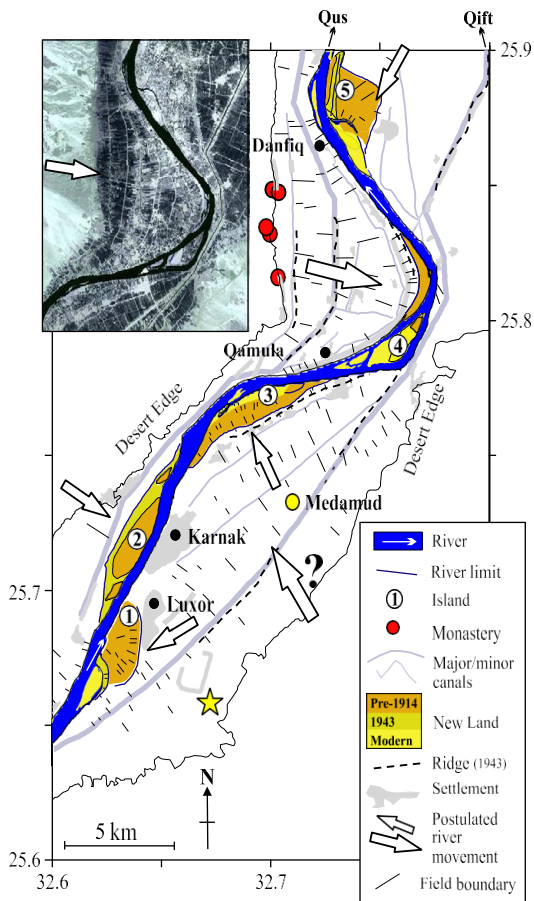 Qus
Qift
25.9
5
Danfiq
25.8
Qamula
4
3
Desert Edge
Desert Edge
Medamud
2
Karnak
?
25.7
1
Luxor
N
5 km
25.6
32.6
32.7
River
River limit
1 Island
Monastery
Major/minor
canals
Pre-1914
1943
Modern
New Land
Ridge (1943)
Settlement
Postulated
river
movement
Field boundary